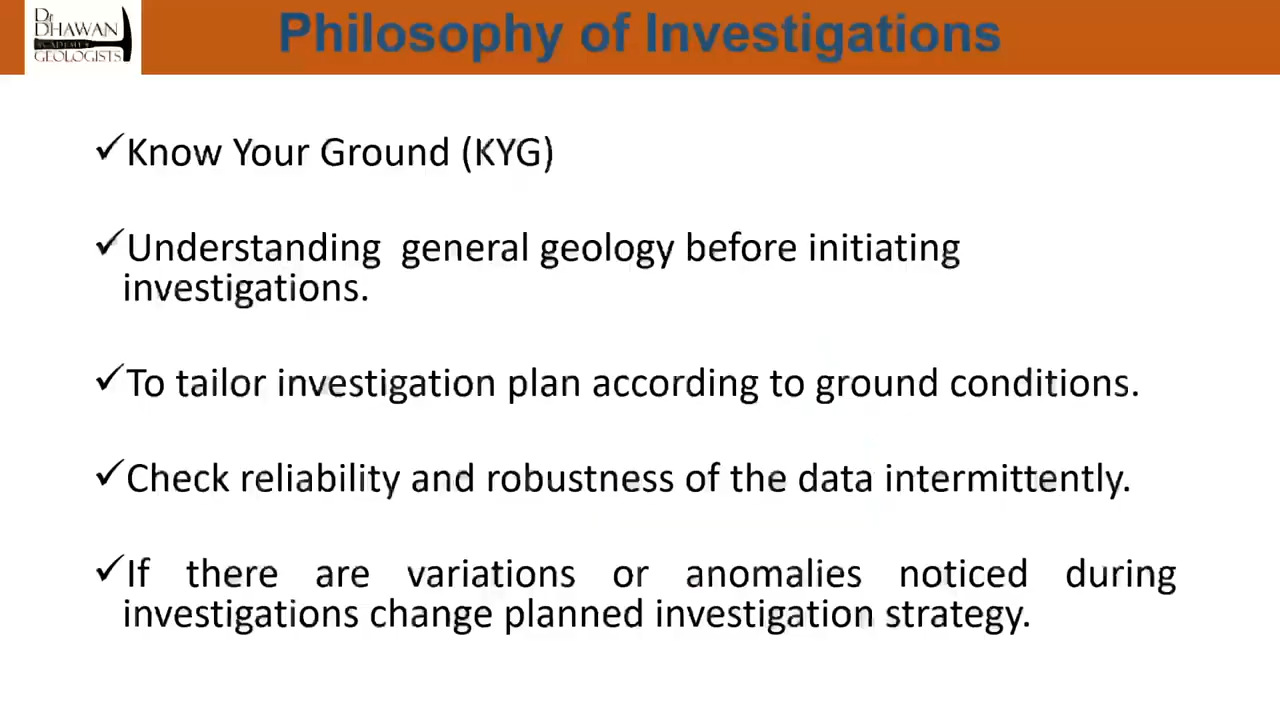 Dr
DHAWAN
ACADEMY
GEOLOGISTS
Philosophy of Investigations
✓Know Your Ground (KYG)
✓Understanding general geology before initiating
investigations.
✓To tailor investigation plan according to ground conditions.
✓Check reliability and robustness of the data intermittently.
✓If there are variations or anomalies noticed during
investigations change planned investigation strategy.